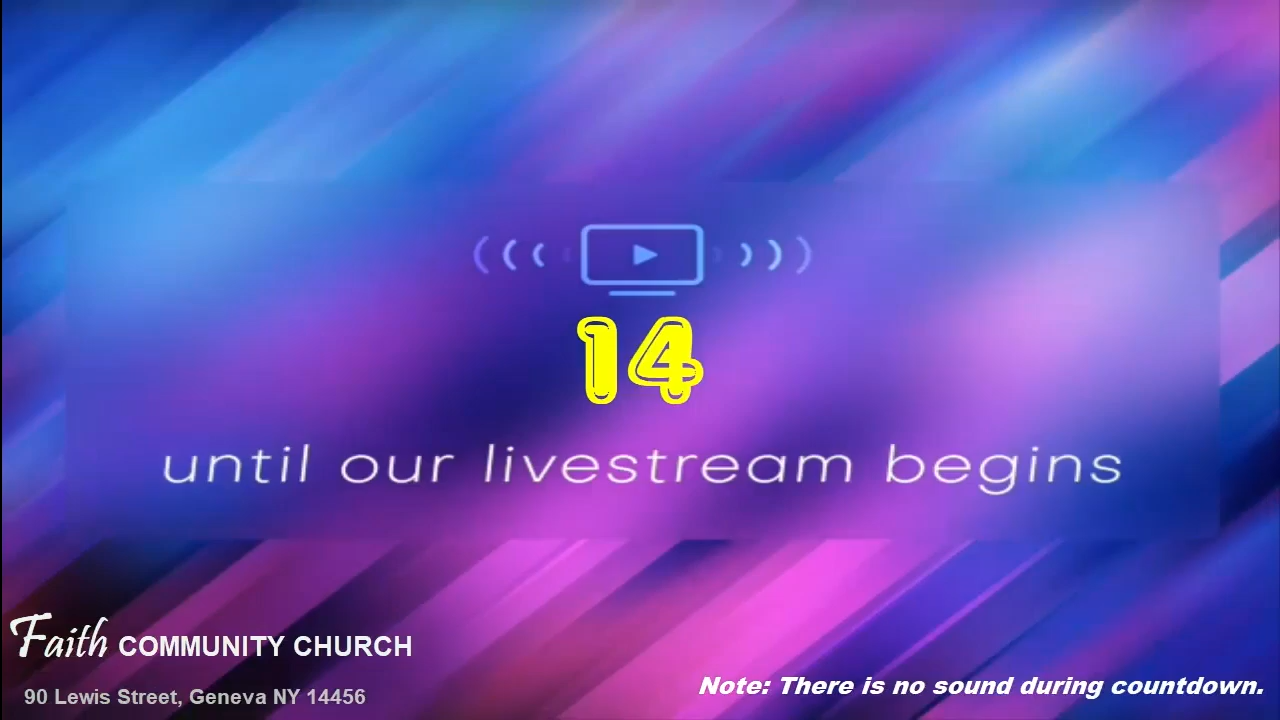 14
until our livestream begins
Faith COMMUNITY CHURCH
90 Lewis Street, Geneva NY 14456
Note: There is no sound during countdown.